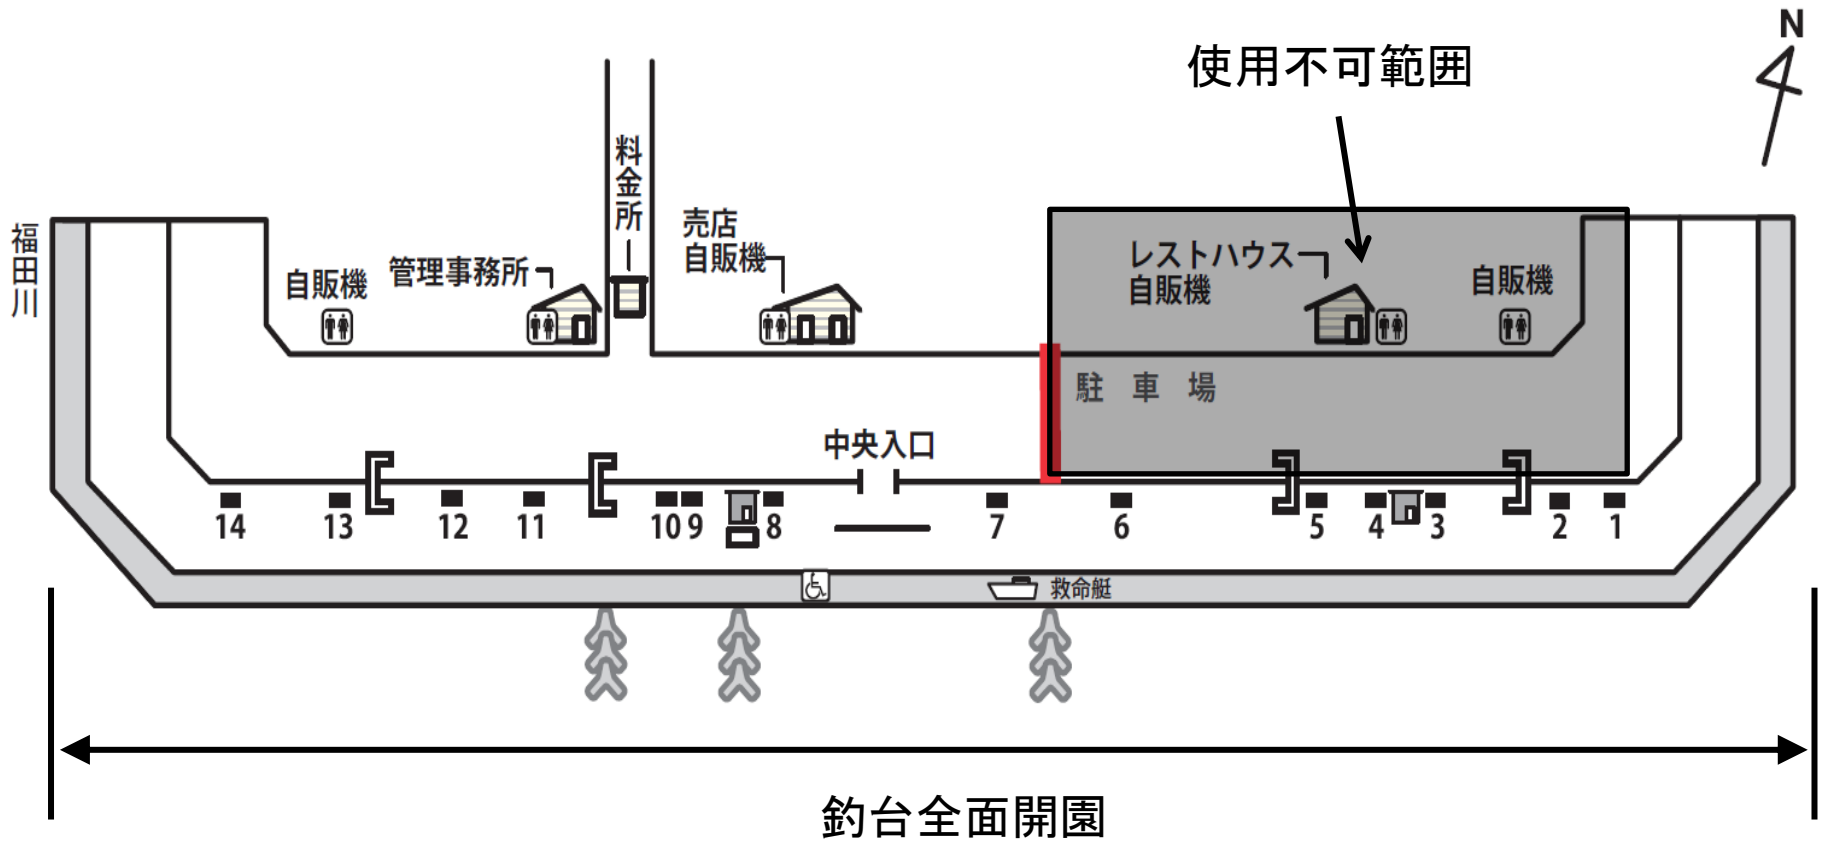 N
使用不可範囲
料金所
福田川
売店
自販機
管理事務所
自販機
レストハウス
自販機
自販機
駐車場
中央入口
14
13
12
11
10
9
8
7
6
5
4
3
2
1
救命艇
釣台全面開園